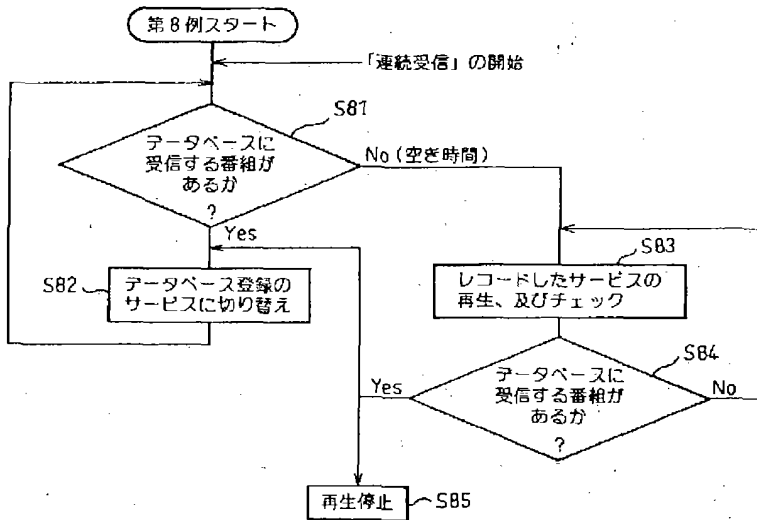 第8例スタート
「連続受信」の開始
S81
データベースに
受信する番組が
あるか
?
No (空き時間)
Yes
S82
データベース登録の
サービスに切り替え
S83
レコードしたサービスの
再生、及びチェック
S84
データベースに
受信する番組が
あるか
?
Yes
No
再生停止
S85